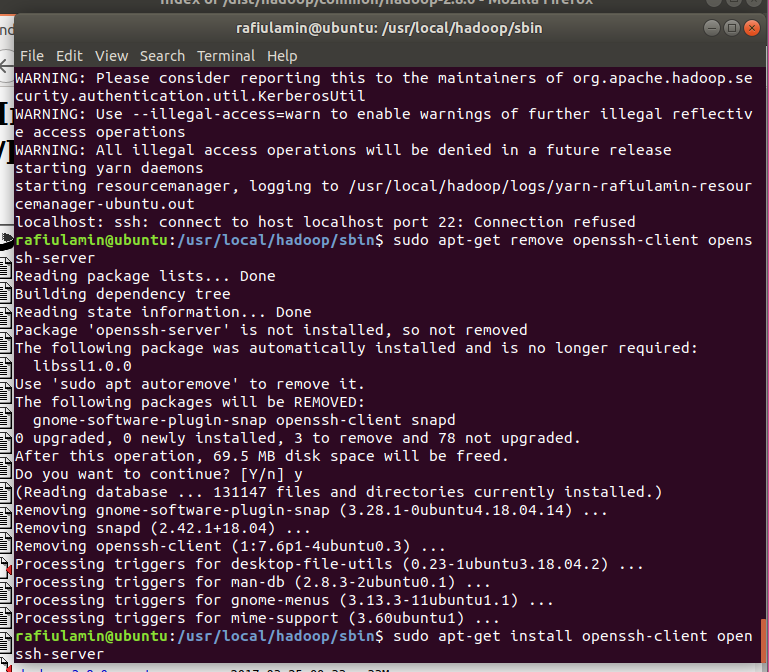 Index of /dist/hadoop/common/hadoop-2.8.0 - Mozilla Firefox
rafiulamin@ubuntu: /usr/local/hadoop/sbin
File Edit View Search Terminal Help
WARNING: Please consider reporting this to the maintainers of org.apache.hadoop.se
curity.authentication.util.KerberosUtil
WARNING: Use --illegal-access=warn to enable warnings of further illegal reflectiv
e access operations
WARNING: All illegal access operations will be denied in a future release
starting yarn daemons
starting resourcemanager, logging to /usr/local/hadoop/logs/yarn-rafiulamin-resour
cemanager-ubuntu.out
localhost: ssh: connect to host localhost port 22: Connection refused
rafiulamin@ubuntu:/usr/local/hadoop/sbin$ sudo apt-get remove openssh-client opens
sh-server
Reading package lists... Done
Building dependency tree
Reading state information... Done
Package 'openssh-server' is not installed, so not removed
The following package was automatically installed and is no longer required:
  libssl1.0.0
Use 'sudo apt autoremove' to remove it.
The following packages will be REMOVED:
  gnome-software-plugin-snap openssh-client snapd
0 upgraded, 0 newly installed, 3 to remove and 78 not upgraded.
After this operation, 69.5 MB disk space will be freed.
Do you want to continue? [Y/n] y
(Reading database ... 131147 files and directories currently installed.)
Removing gnome-software-plugin-snap (3.28.1-0ubuntu4.18.04.14) ...
Removing snapd (2.42.1+18.04) ...
Removing openssh-client (1:7.6p1-4ubuntu0.3) ...
Processing triggers for desktop-file-utils (0.23-1ubuntu3.18.04.2) ...
Processing triggers for man-db (2.8.3-2ubuntu0.1) ...
Processing triggers for gnome-menus (3.13.3-11ubuntu1.1) ...
Processing triggers for mime-support (3.60ubuntu1) ...
rafiulamin@ubuntu:/usr/local/hadoop/sbin$ sudo apt-get install openssh-client open
ssh-server